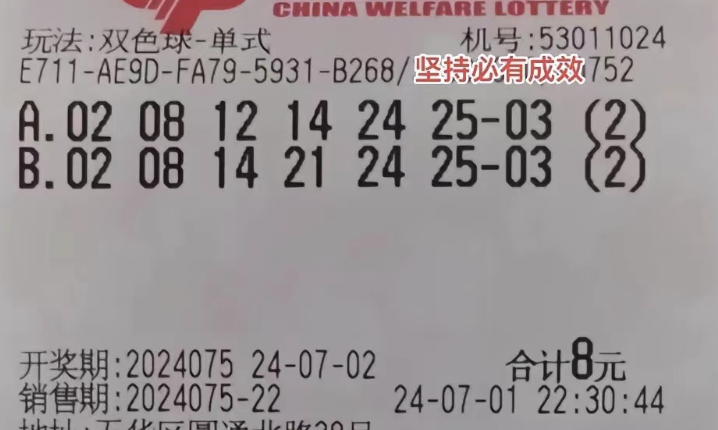 CHINA WELFARE LOTTERY
玩法:双色球-单式 机号:53011024
E711-AE9D-FA79-5931-B268/ 坚持必有成效 752
A.02 08 12 14 24 25-03 (2)
B.02 08 14 21 24 25-03 (2)
开奖期:2024075 24-07-02 合计8元
销售期:2024075-22 24-07-01 22:30:44